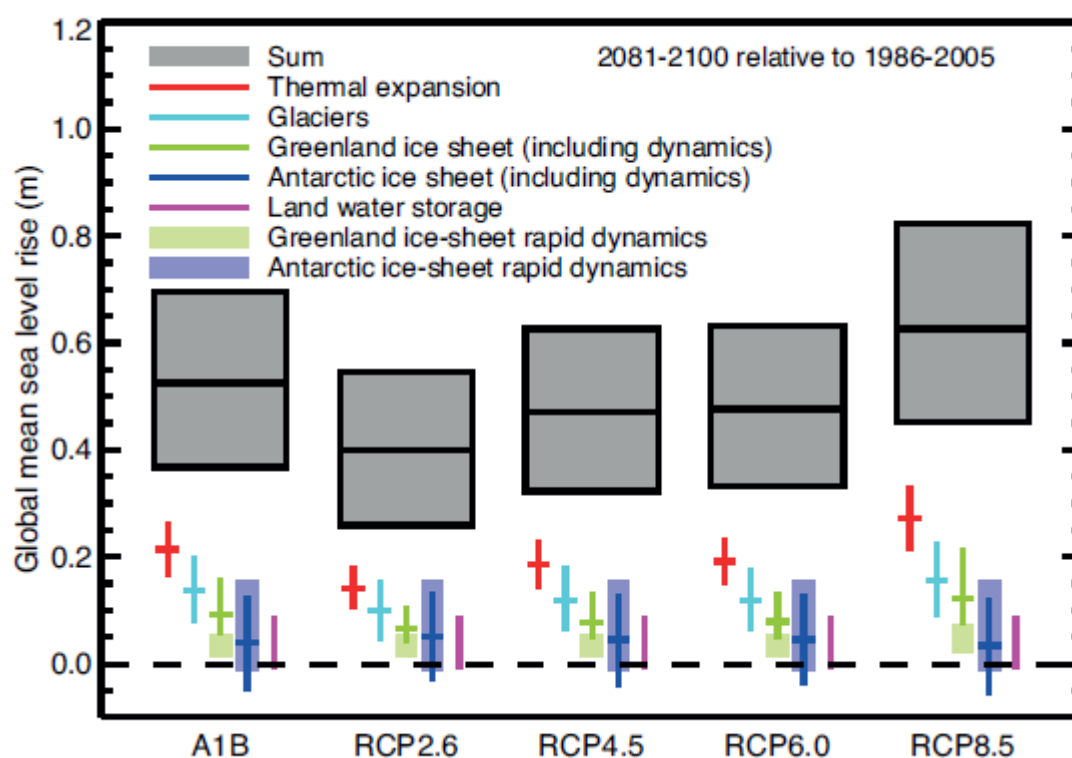 1.2
1.0
0.8
0.6
0.4
0.2
0.0
Global mean sea level rise (m)
2081-2100 relative to 1986-2005
Sum
Thermal expansion
Glaciers
Greenland ice sheet (including dynamics)
Antarctic ice sheet (including dynamics)
Land water storage
Greenland ice-sheet rapid dynamics
Antarctic ice-sheet rapid dynamics
A1B RCP2.6 RCP4.5 RCP6.0 RCP8.5